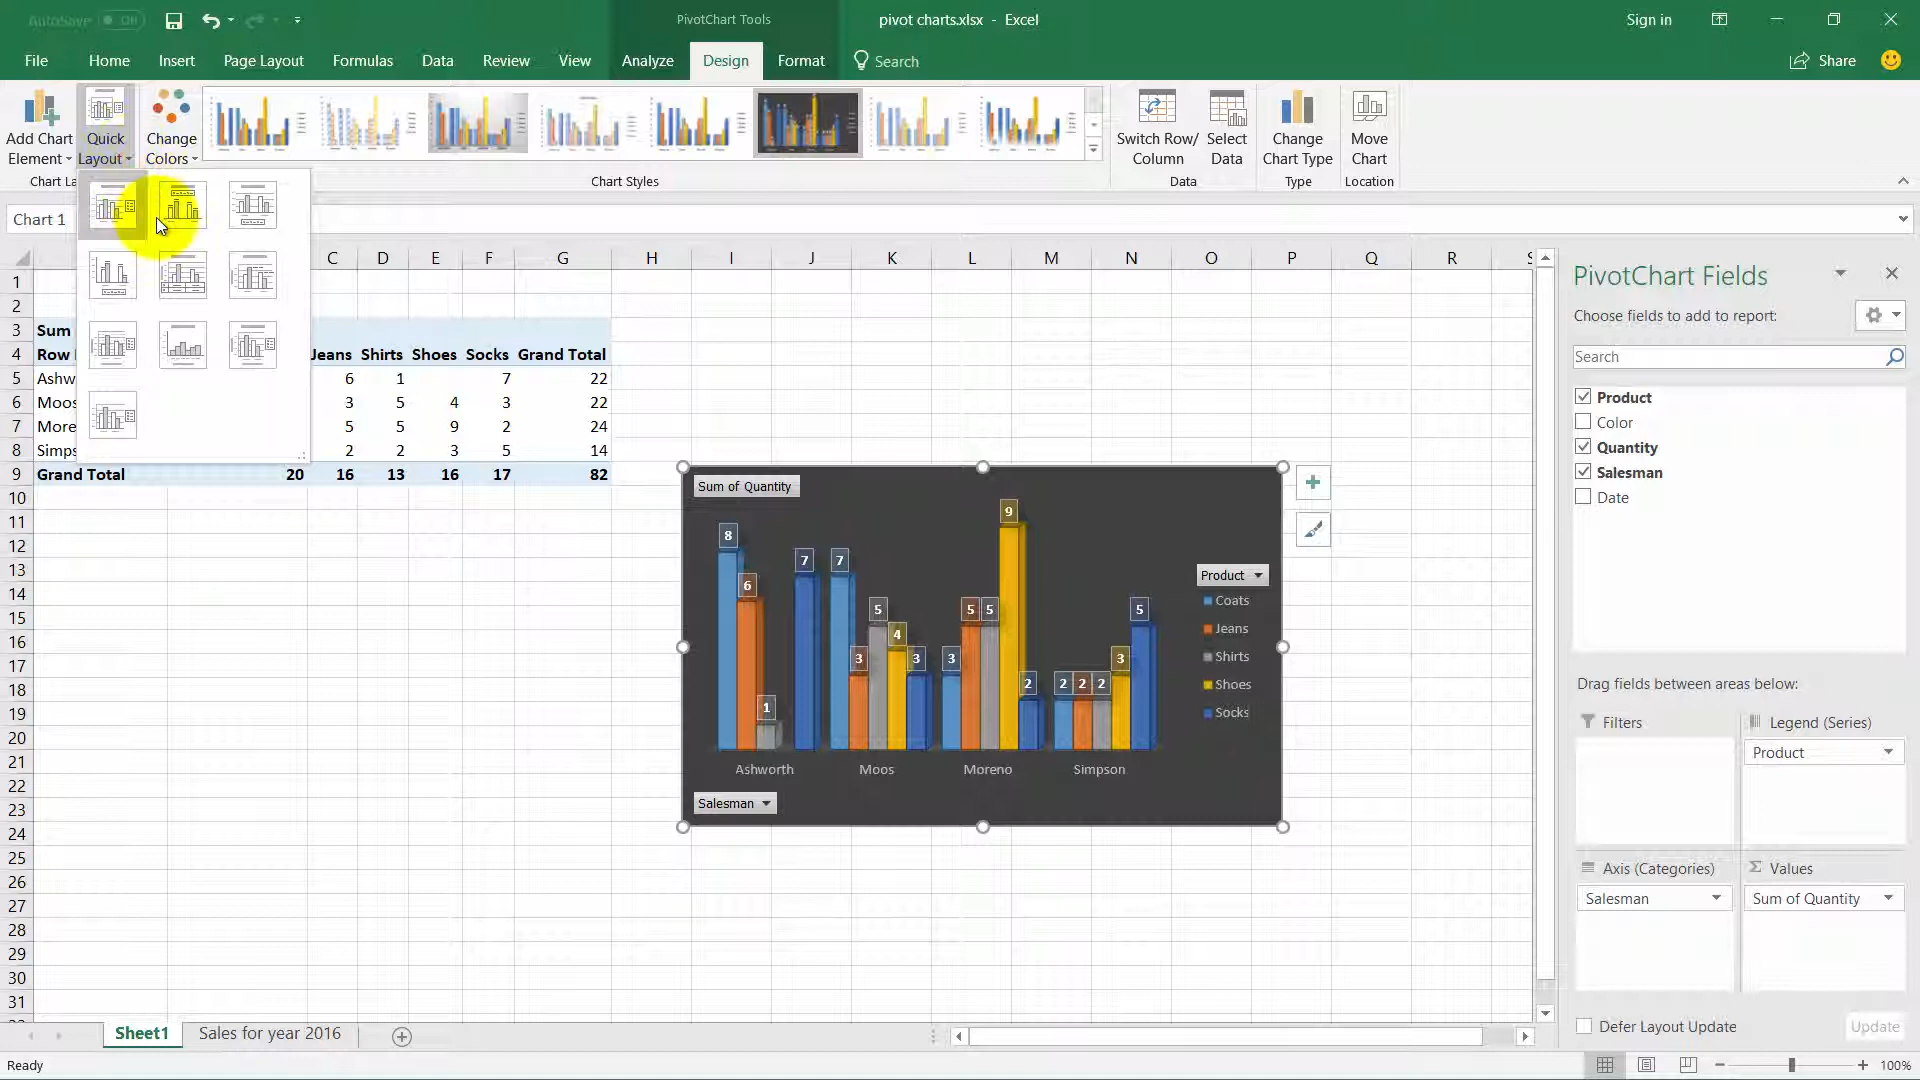 AutoSave Off
PivotChart Tools
pivot charts.xlsx - Excel
Sign in
File Home Insert Page Layout Formulas Data Review View Analyze Design Format Search
Share
Add Chart Element
Quick Layout
Change Colors
Switch Row/ Column
Select Data
Change Chart Type
Move Chart
Chart La
Chart Styles
Data
Type
Location
Chart 1
C D E F G H I J K L M N O P Q R S
1
2
3 Sum
4 Row Jeans Shirts Shoes Socks Grand Total
5 Ashw 6 1 7 22
6 Moos 3 5 4 3 22
7 More 5 5 9 2 24
8 Simps 2 2 3 5 14
9 Grand Total 20 16 13 16 17 82
10
11
12
13
14
15
16
17
18
19
20
21
22
23
24
25
26
27
28
29
30
31
Sum of Quantity
8 6 1 7
7 3 5 4 3
3 5 5 9 2
2 2 2 3 5
Ashworth Moos Moreno Simpson
Salesman
Product
Coats
Jeans
Shirts
Shoes
Socks
PivotChart Fields
Choose fields to add to report:
Search
Product
Color
Quantity
Salesman
Date
Drag fields between areas below:
Filters
Legend (Series)
Product
Axis (Categories)
Salesman
Values
Sum of Quantity
Defer Layout Update
Update
Sheet1
Sales for year 2016
Ready
100%